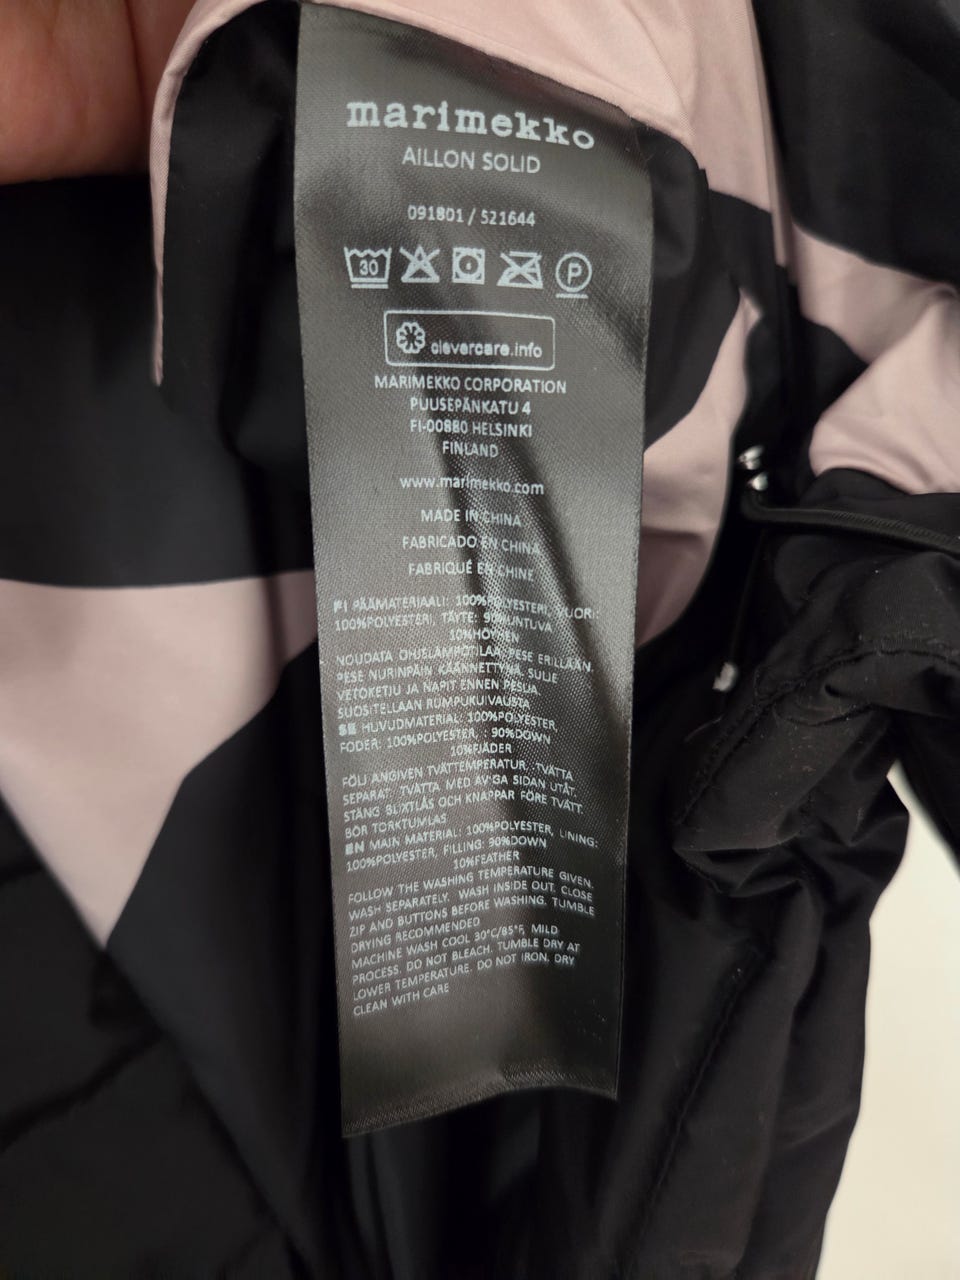 marimekko
AILLON SOLID
091801 / 521644
30 P
clevercare.info
MARIMEKKO CORPORATION
PUUSEPÄNKATU 4
FI-00880 HELSINKI
FINLAND
www.marimekko.com
MADE IN CHINA
FABRICADO EN CHINA
FABRIQUÉ EN CHINE
FI PÄÄMATERIAALI: 100%POLYESTERI, VUORI:
100%POLYESTERI, TÄYTE: 90%UNTUVA
10%HÖYHEN
NOUDATA OHJELÄMPÖTILAA, PESE ERILLÄÄN,
PESE NURINPÄIN KÄÄNNETTYNÄ, SULJE
VETOKETJU JA NAPIT ENNEN PESUA.
SUOSITELLAAN RUMPUKUIVAUSTA
SE HUVUDMATERIAL: 100%POLYESTER,
FODER: 100%POLYESTER, : 90%DOWN
10%FJÄDER
FÖLJ ANGIVEN TVÄTTEMPERATUR, TVÄTTA
SEPARAT, TVÄTTA MED AVIGA SIDAN UTÅT,
STÄNG BLIXTLÅS OCH KNAPPAR FÖRE TVÄTT.
BÖR TORKTUMLAS
EN MAIN MATERIAL: 100%POLYESTER, LINING:
100%POLYESTER, FILLING: 90%DOWN
10%FEATHER
FOLLOW THE WASHING TEMPERATURE GIVEN,
WASH SEPARATELY, WASH INSIDE OUT, CLOSE
ZIP AND BUTTONS BEFORE WASHING. TUMBLE
DRYING RECOMMENDED
MACHINE WASH COOL 30°C/85°F, MILD
PROCESS. DO NOT BLEACH. TUMBLE DRY AT
LOWER TEMPERATURE. DO NOT IRON. DRY
CLEAN WITH CARE